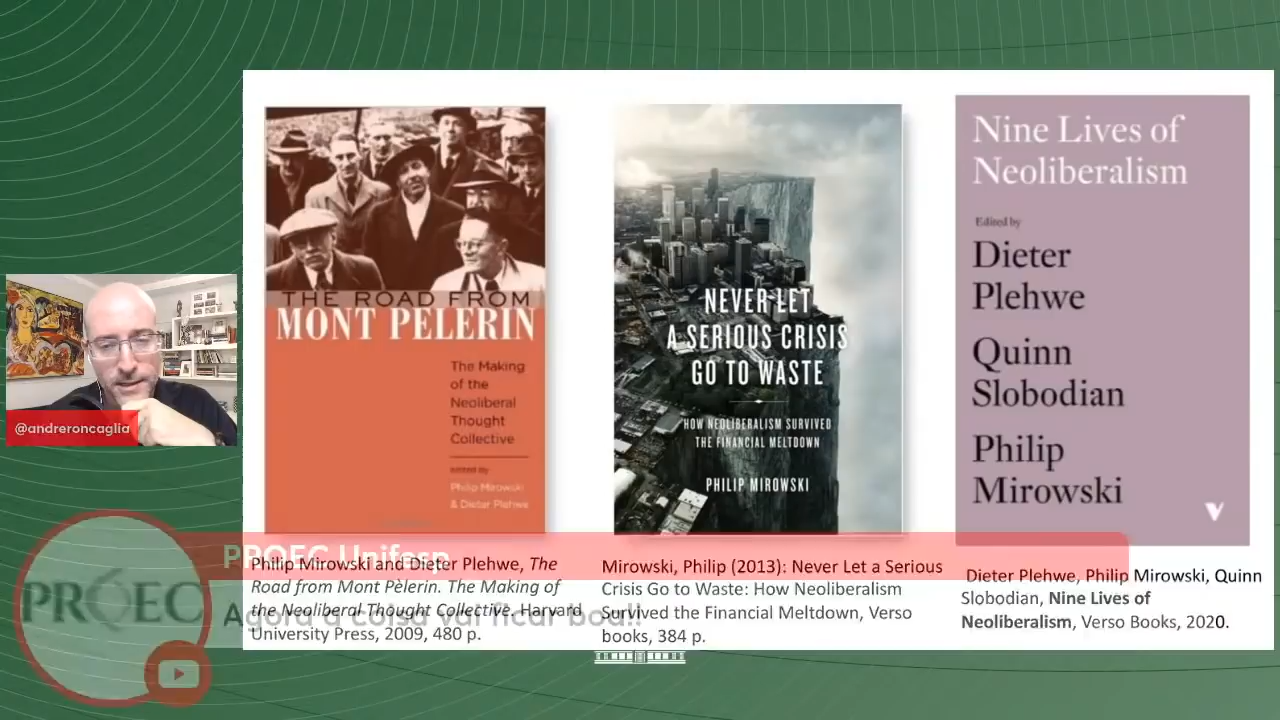 THE ROAD FROM
MONT PELERIN
The Making
of the
Neoliberal
Thought
Collective
edited by
Philip Mirowski
& Dieter Plehwe
NEVER LET
A SERIOUS CRISIS
GO TO WASTE
HOW NEOLIBERALISM SURVIVED
THE FINANCIAL MELTDOWN
PHILIP MIROWSKI
Nine Lives of
Neoliberalism
Edited by
Dieter
Plehwe
Quinn
Slobodian
Philip
Mirowski
V
@andreroncaglia
Philip Mirowski and Dieter Plehwe, The
Road from Mont Pèlerin. The Making of
the Neoliberal Thought Collective. Harvard
University Press, 2009, 480 p.
Mirowski, Philip (2013): Never Let a Serious
Crisis Go to Waste: How Neoliberalism
Survived the Financial Meltdown, Verso
books, 384 p.
Dieter Plehwe, Philip Mirowski, Quinn
Slobodian, Nine Lives of
Neoliberalism, Verso Books, 2020.
PROEC
PROEC Unifesp
Agora a coisa vai ficar boa!!